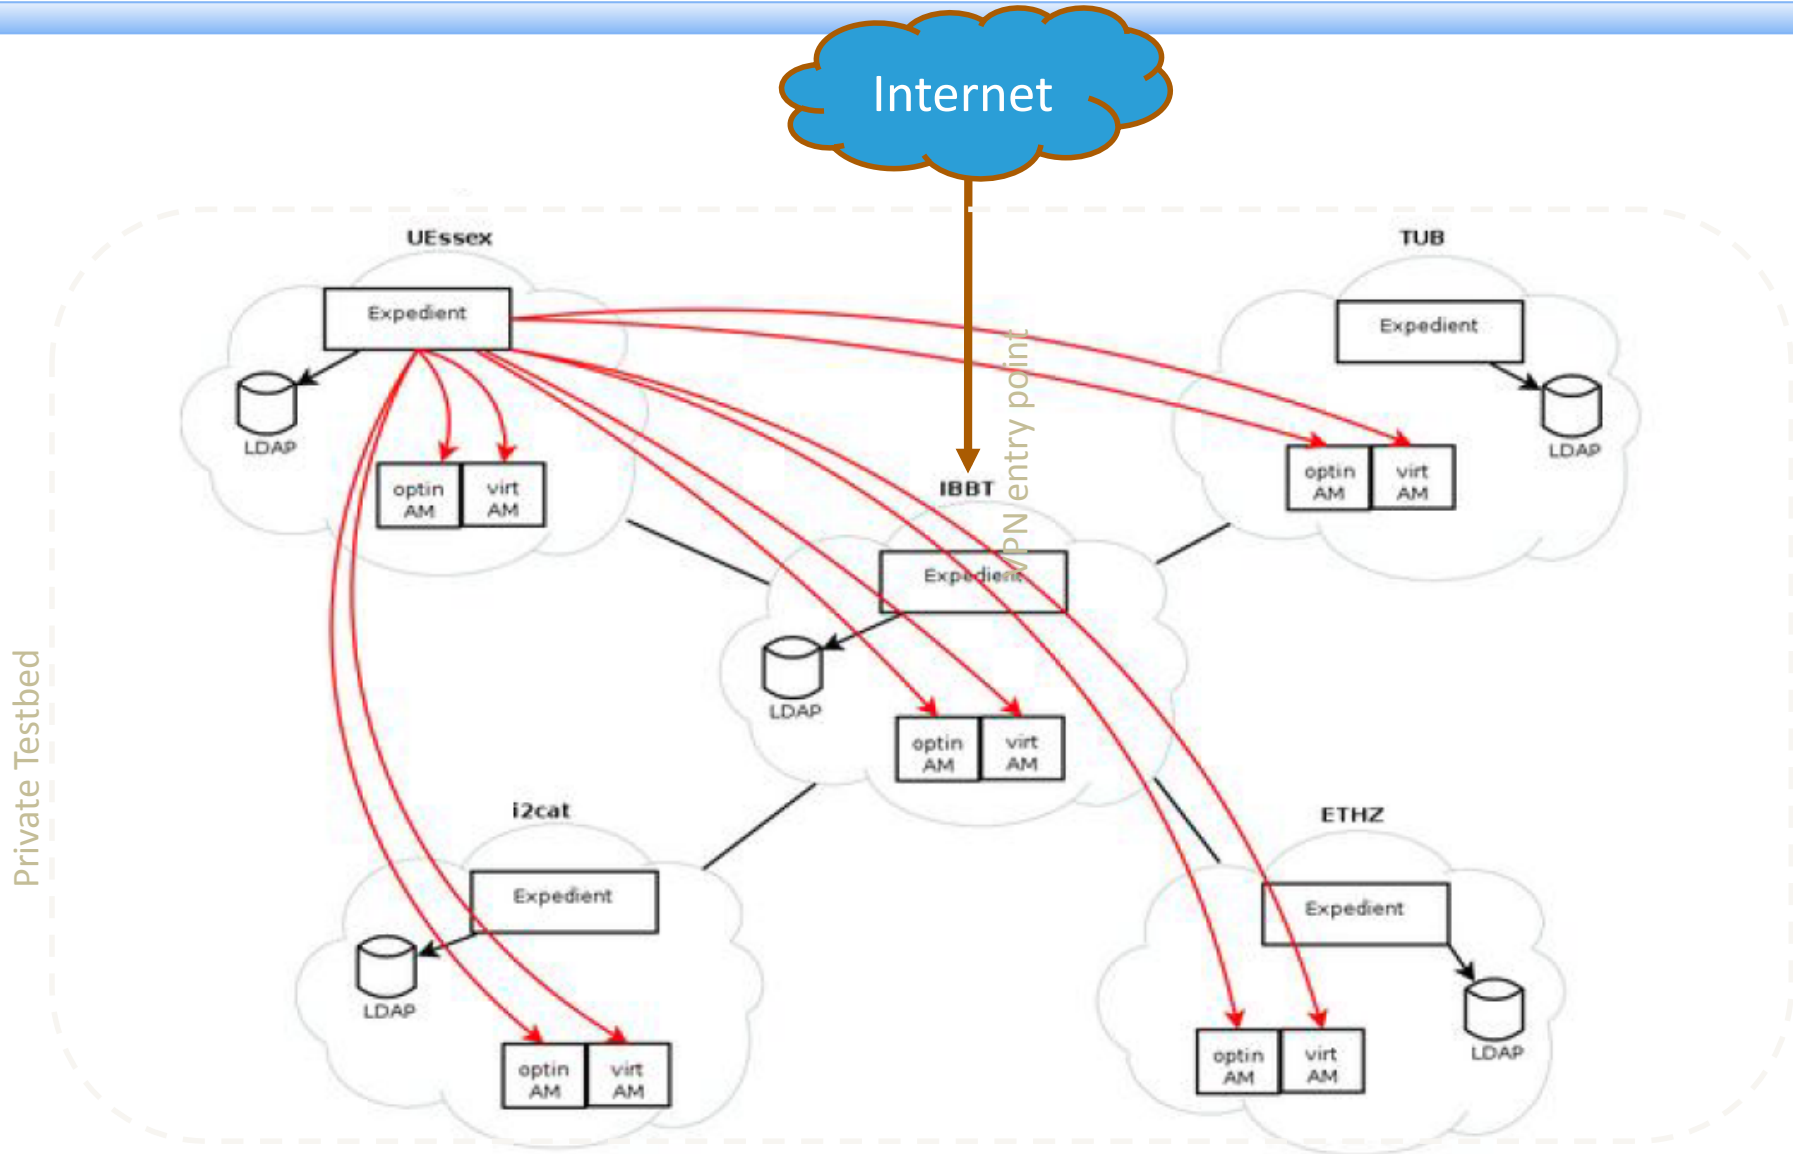 Internet
UEssex
TUB
Expedient
Expedient
LDAP
LDAP
optin
AM
virt
AM
optin
AM
virt
AM
VPN entry point
IBBT
Expedient
LDAP
optin
AM
virt
AM
Private Testbed
i2cat
ETHZ
Expedient
Expedient
LDAP
LDAP
optin
AM
virt
AM
optin
AM
virt
AM